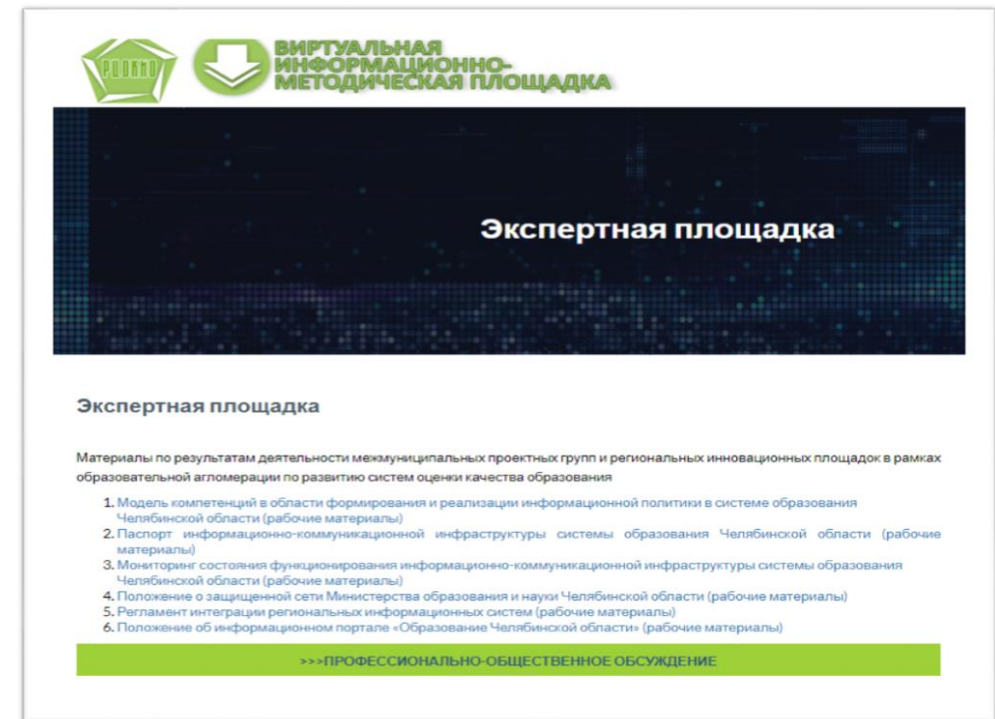 РЦОКИО
ВИРТУАЛЬНАЯ
ИНФОРМАЦИОННО-
МЕТОДИЧЕСКАЯ ПЛОЩАДКА
Экспертная площадка
Экспертная площадка
Материалы по результатам деятельности межмуниципальных проектных групп и региональных инновационных площадок в рамках
образовательной агломерации по развитию систем оценки качества образования
1. Модель компетенций в области формирования и реализации информационной политики в системе образования
Челябинской области (рабочие материалы)
2. Паспорт информационно-коммуникационной инфраструктуры системы образования Челябинской области (рабочие
материалы)
3. Мониторинг состояния функционирования информационно-коммуникационной инфраструктуры системы образования
Челябинской области (рабочие материалы)
4. Положение о защищенной сети Министерства образования и науки Челябинской области (рабочие материалы)
5. Регламент интеграции региональных информационных систем (рабочие материалы)
6. Положение об информационном портале «Образование Челябинской области» (рабочие материалы)
>>>ПРОФЕССИОНАЛЬНО-ОБЩЕСТВЕННОЕ ОБСУЖДЕНИЕ